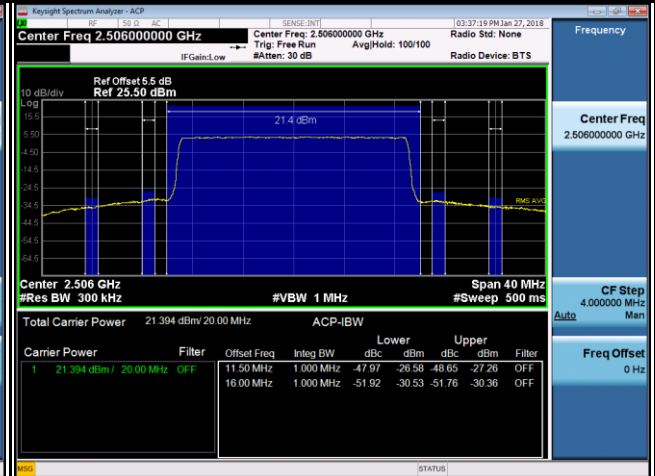 Keysight Spectrum Analyzer - ACP
RF 50 Ω AC SENSE:INT 03:37:19 PM Jan 27, 2018
Center Freq 2.506000000 GHz
Center Freq: 2.506000000 GHz
Radio Std: None
Trig: Free Run Avg|Hold: 100/100
IFGain:Low #Atten: 30 dB Radio Device: BTS
Ref Offset 5.5 dB
10 dB/div Ref 25.50 dBm
Log
15.5
5.50
-4.50
-14.5
-24.5
-34.5
-44.5
-54.5
-64.5
21.4 dBm
RMS AVG
Center 2.506 GHz Span 40 MHz
#Res BW 300 kHz #VBW 1 MHz #Sweep 500 ms
Total Carrier Power 21.394 dBm/ 20.00 MHz ACP-IBW
Lower Upper
Carrier Power Filter Offset Freq Integ BW dBc dBm dBc dBm Filter
1 21.394 dBm / 20.00 MHz OFF 11.50 MHz 1.000 MHz -47.97 -26.58 -48.65 -27.26 OFF
16.00 MHz 1.000 MHz -51.92 -30.53 -51.76 -30.36 OFF
MSG STATUS
Frequency
Center Freq
2.506000000 GHz
CF Step
4.000000 MHz
Auto Man
Freq Offset
0 Hz